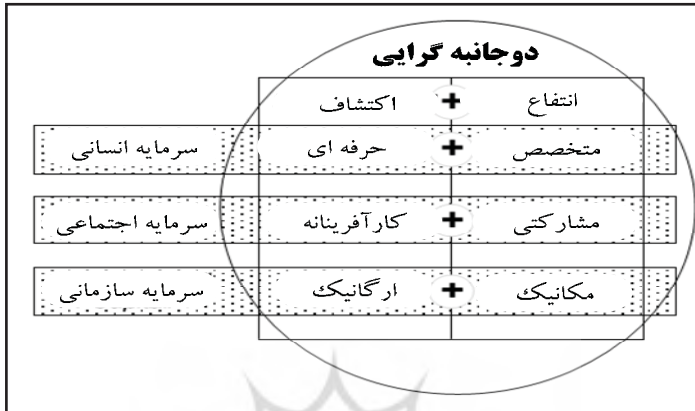 دوجانبه گرایی
انتفاع + اکتشاف
متخصص + حرفه ای سرمایه انسانی
مشارکتی + کارآفرینانه سرمایه اجتماعی
مکانیک + ارگانیک سرمایه سازمانی